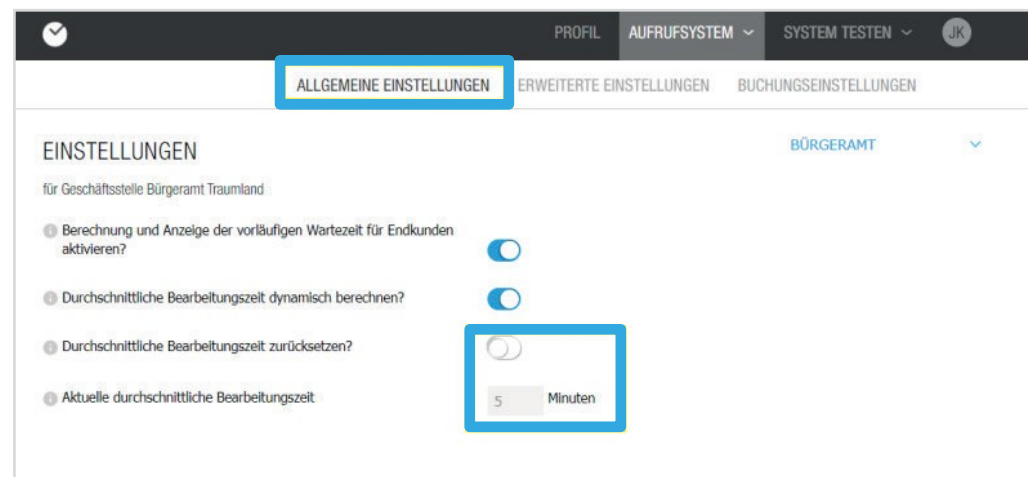 PROFIL AUFRUFSYSTEM SYSTEM TESTEN JK
ALLGEMEINE EINSTELLUNGEN ERWEITERTE EINSTELLUNGEN BUCHUNGSEINSTELLUNGEN
EINSTELLUNGEN BÜRGERAMT
für Geschäftsstelle Bürgeramt Traumland
Berechnung und Anzeige der vorläufigen Wartezeit für Endkunden
aktivieren?
Durchschnittliche Bearbeitungszeit dynamisch berechnen?
Durchschnittliche Bearbeitungszeit zurücksetzen?
Aktuelle durchschnittliche Bearbeitungszeit 5 Minuten